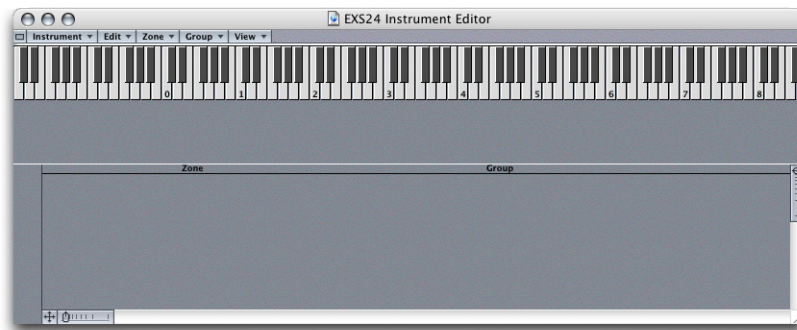 EXS24 Instrument Editor
Instrument Edit Zone Group View
0 1 2 3 4 5 6 7 8
Zone Group